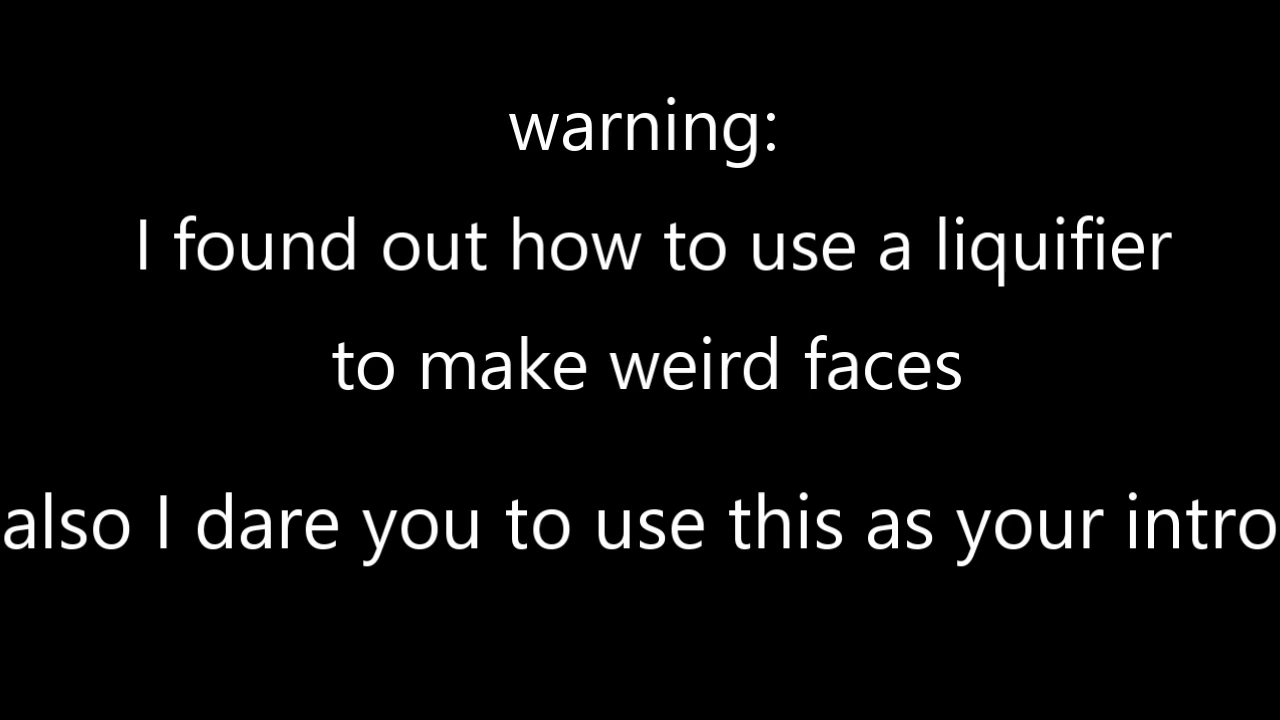 warning:
I found out how to use a liquifier
to make weird faces
also I dare you to use this as your intro